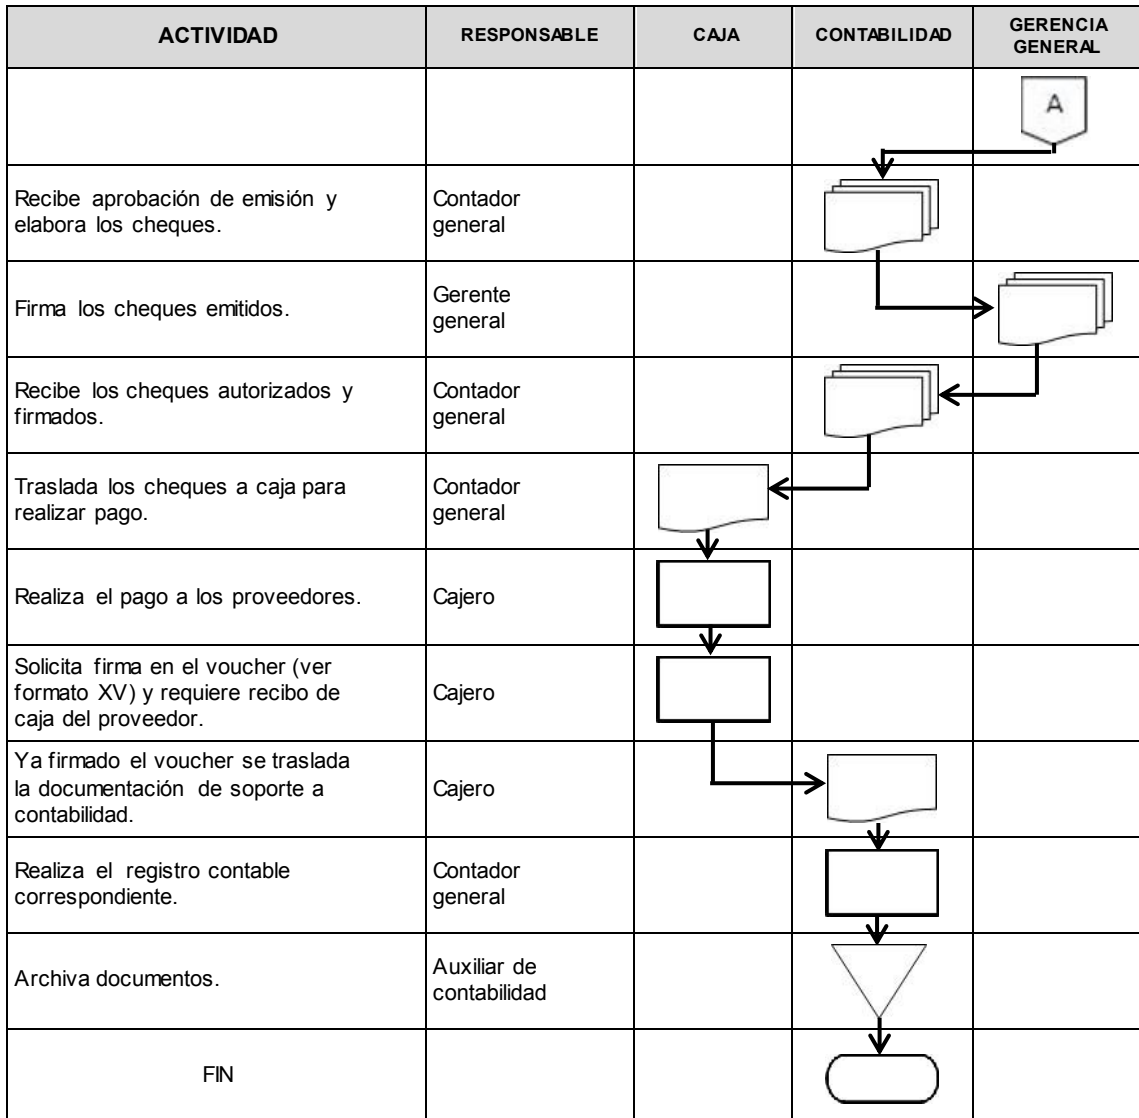 ACTIVIDAD
RESPONSABLE
CAJA
CONTABILIDAD
GERENCIA
GENERAL
A
Recibe aprobación de emisión y
elabora los cheques.
Contador
general
Firma los cheques emitidos.
Gerente
general
Recibe los cheques autorizados y
firmados.
Contador
general
Traslada los cheques a caja para
realizar pago.
Contador
general
Realiza el pago a los proveedores.
Cajero
Solicita firma en el voucher (ver
formato XV) y requiere recibo de
caja del proveedor.
Cajero
Ya firmado el voucher se traslada
la documentación de soporte a
contabilidad.
Cajero
Realiza el registro contable
correspondiente.
Contador
general
Archiva documentos.
Auxiliar de
contabilidad
FIN